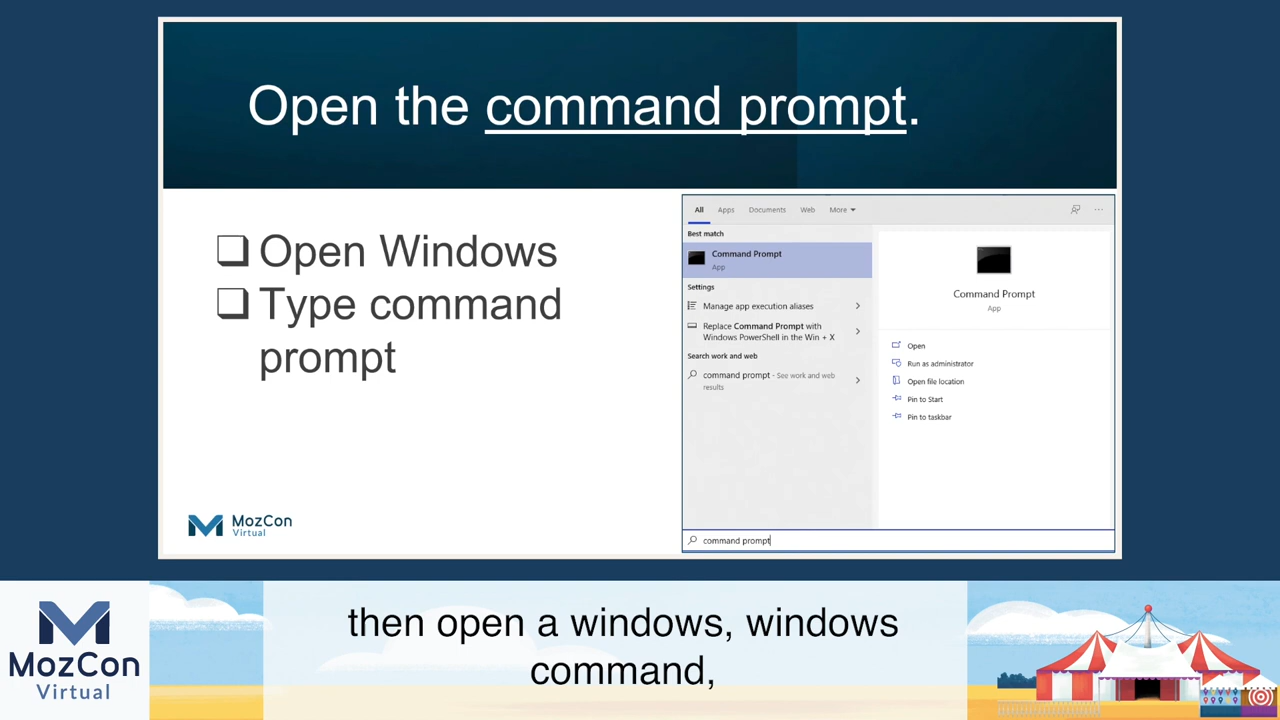 Open the command prompt.
❑ Open Windows
❑ Type command
prompt
All Apps Documents Web More
Best match
Command Prompt
App
Settings
Manage app execution aliases
Replace Command Prompt with
Windows PowerShell in the Win + X
Search work and web
command prompt - See work and web
results
Command Prompt
App
Open
Run as administrator
Open file location
Pin to Start
Pin to taskbar
command prompt
MozCon
Virtual
MozCon
Virtual
then open a windows, windows
command,